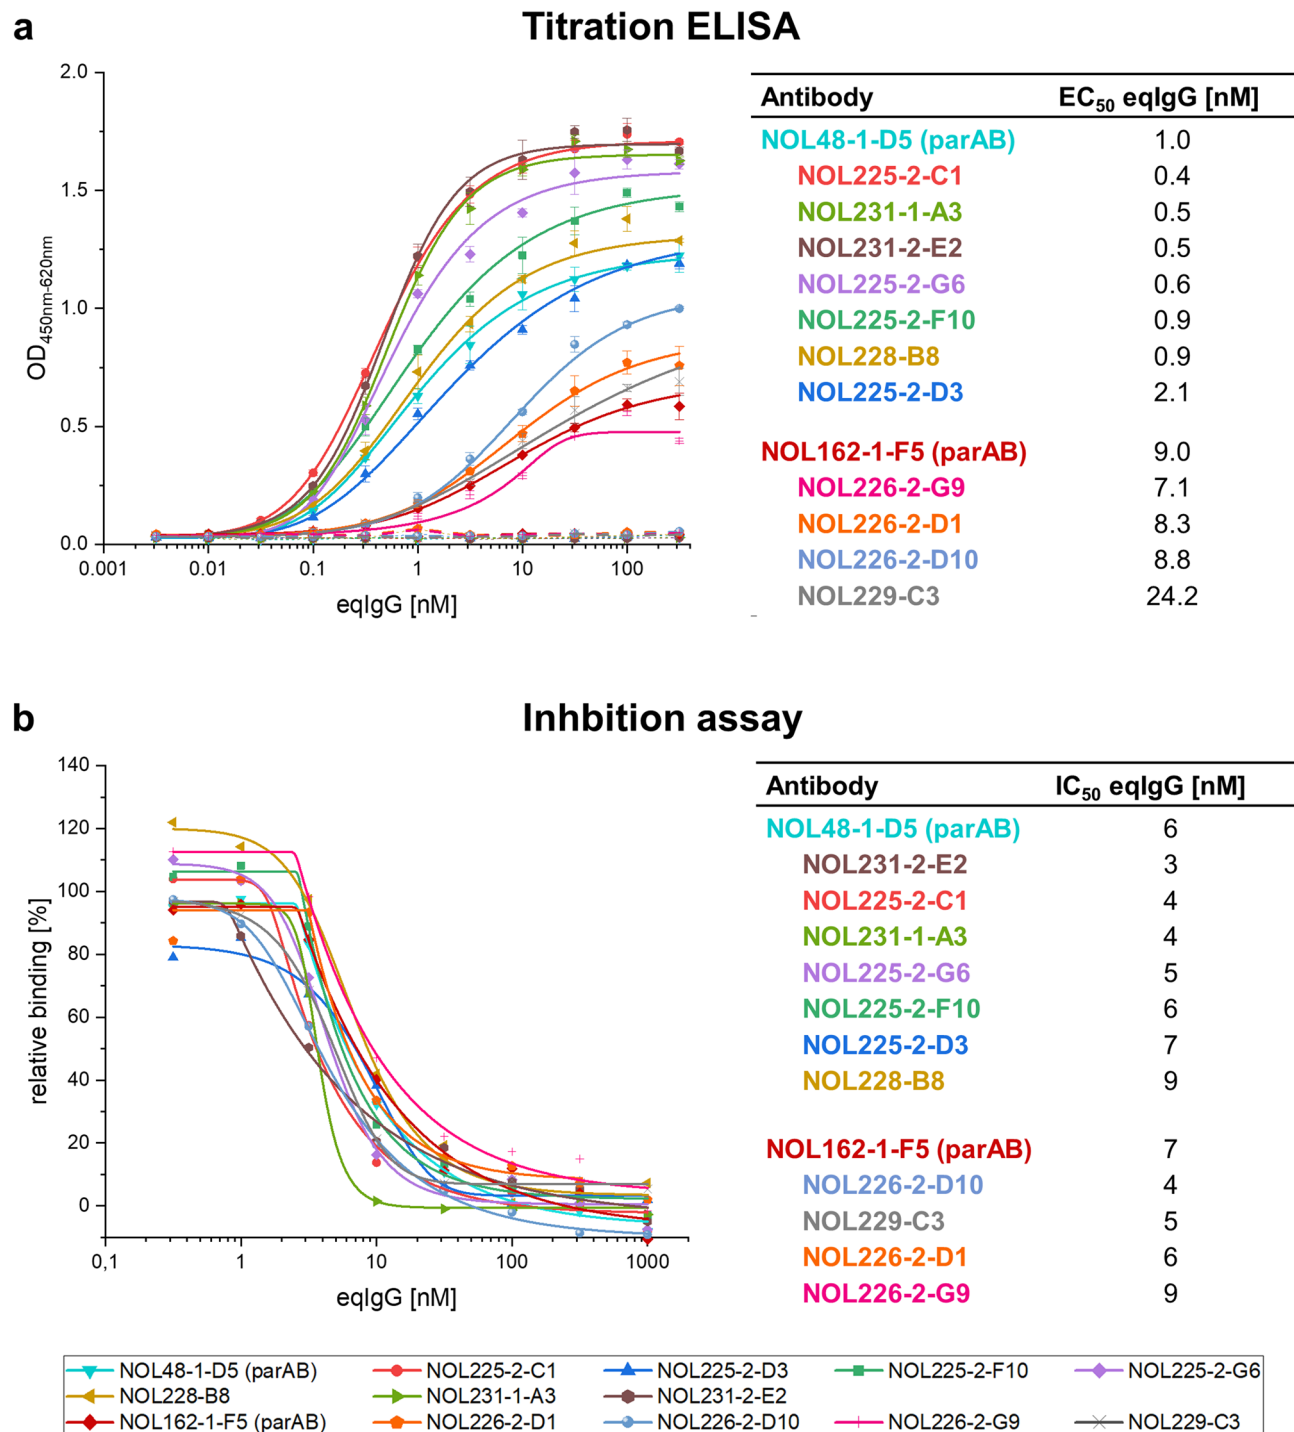 a
Titration ELISA
2.0
1.5
1.0
0.5
0.0
OD450nm-620nm
0.001
0.01
0.1
1
10
100
eqIgG [nM]
Antibody EC50 eqIgG [nM]
NOL48-1-D5 (parAB) 1.0
NOL225-2-C1 0.4
NOL231-1-A3 0.5
NOL231-2-E2 0.5
NOL225-2-G6 0.6
NOL225-2-F10 0.9
NOL228-B8 0.9
NOL225-2-D3 2.1
NOL162-1-F5 (parAB) 9.0
NOL226-2-G9 7.1
NOL226-2-D1 8.3
NOL226-2-D10 8.8
NOL229-C3 24.2
b
Inhbition assay
140
120
100
80
60
40
20
0
relative binding [%]
0,1
1
10
100
1000
eqIgG [nM]
Antibody IC50 eqIgG [nM]
NOL48-1-D5 (parAB) 6
NOL231-2-E2 3
NOL225-2-C1 4
NOL231-1-A3 4
NOL225-2-G6 5
NOL225-2-F10 6
NOL225-2-D3 7
NOL228-B8 9
NOL162-1-F5 (parAB) 7
NOL226-2-D10 4
NOL229-C3 5
NOL226-2-D1 6
NOL226-2-G9 9
NOL48-1-D5 (parAB) NOL225-2-C1 NOL225-2-D3 NOL225-2-F10 NOL225-2-G6
NOL228-B8 NOL231-1-A3 NOL231-2-E2
NOL162-1-F5 (parAB) NOL226-2-D1 NOL226-2-D10 NOL226-2-G9 NOL229-C3